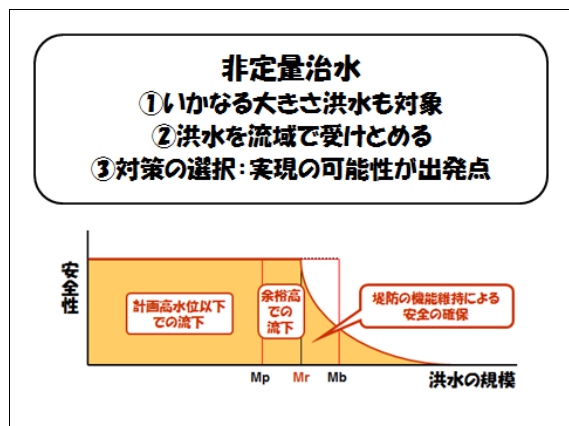 非定量治水
①いかなる大きさ洪水も対象
②洪水を流域で受けとめる
③対策の選択：実現の可能性が出発点
安全性
計画高水位以下
での流下
余裕高
での
流下
堤防の機能維持による
安全の確保
Mp Mr Mb 洪水の規模